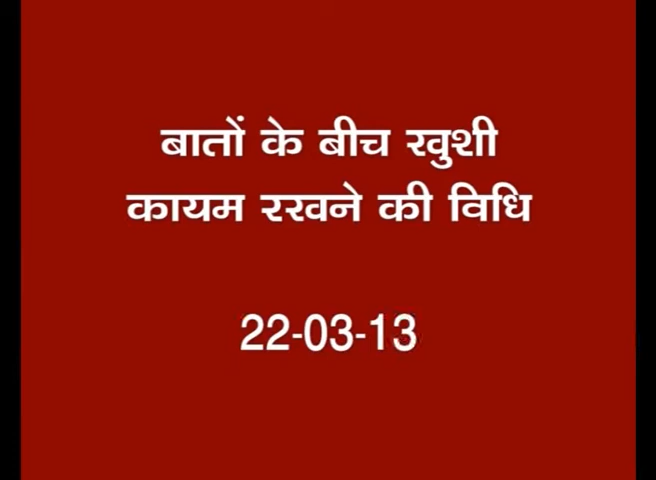 बातों के बीच खुशी
कायम रखने की विधि
22-03-13